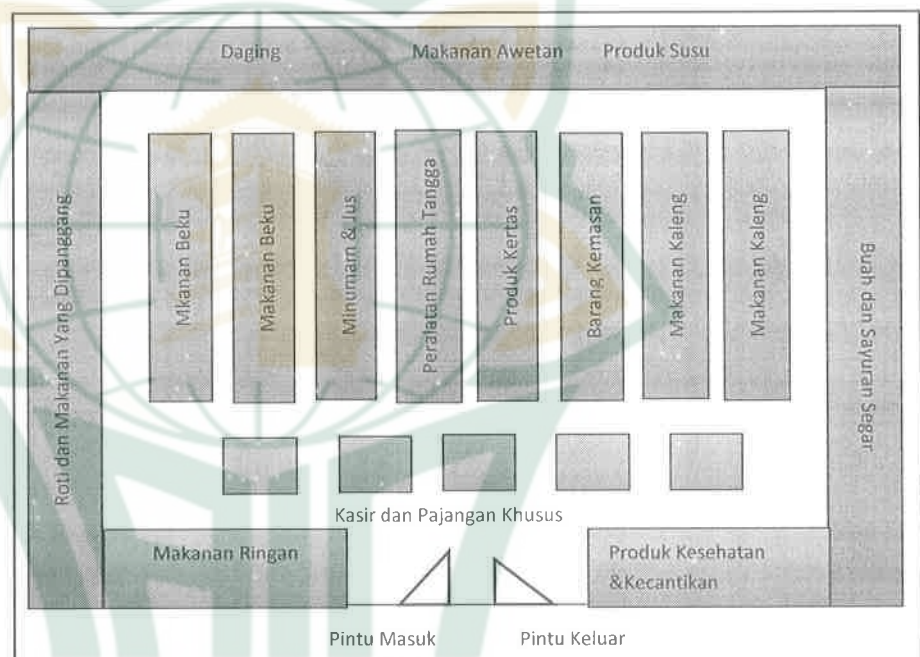 Daging Makanan Awetan Produk Susu
Roti dan Makanan Yang Dipanggang
Mkanan Beku
Makanan Beku
Minumam & Jus
Peralatan Rumah Tangga
Produk Kertas
Barang Kemasan
Makanan Kaleng
Makanan Kaleng
Buah dan Sayuran Segar
Kasir dan Pajangan Khusus
Makanan Ringan
Produk Kesehatan
&Kecantikan
Pintu Masuk Pintu Keluar